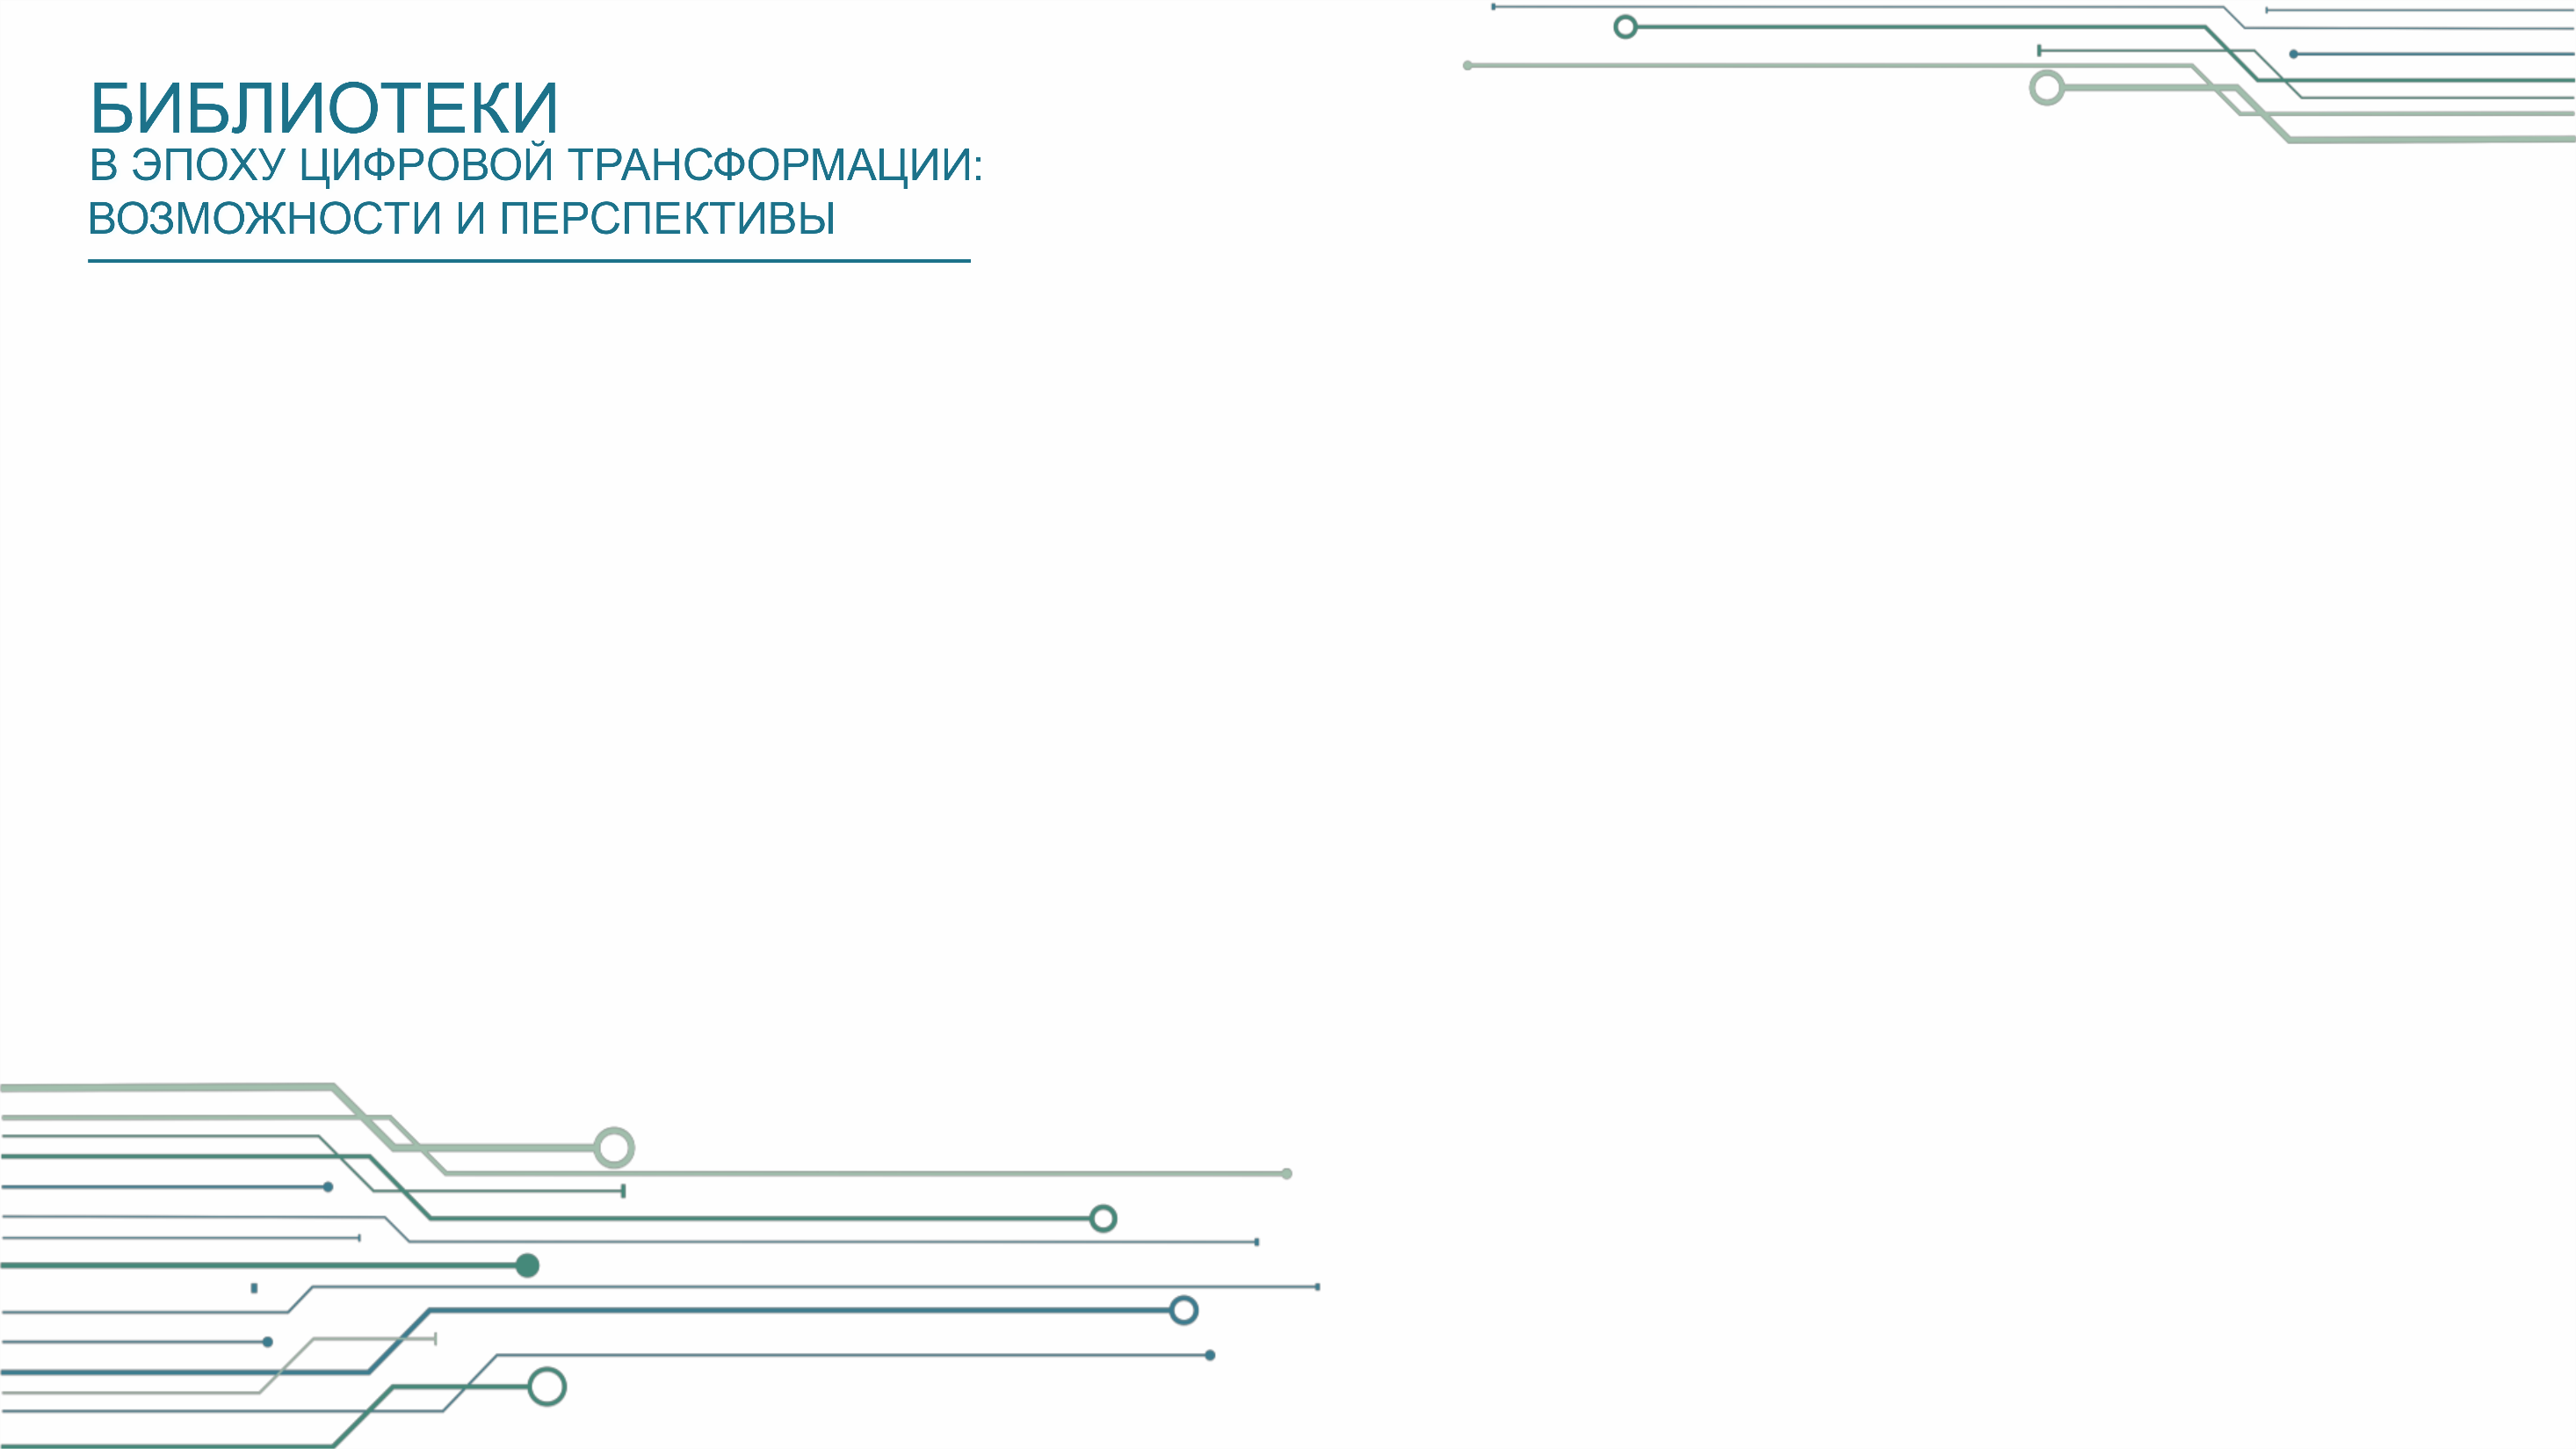 БИБЛИОТЕКИ
В ЭПОХУ ЦИФРОВОЙ ТРАНСФОРМАЦИИ:
ВОЗМОЖНОСТИ И ПЕРСПЕКТИВЫ